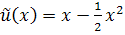 ũ(x) = x − ½x²